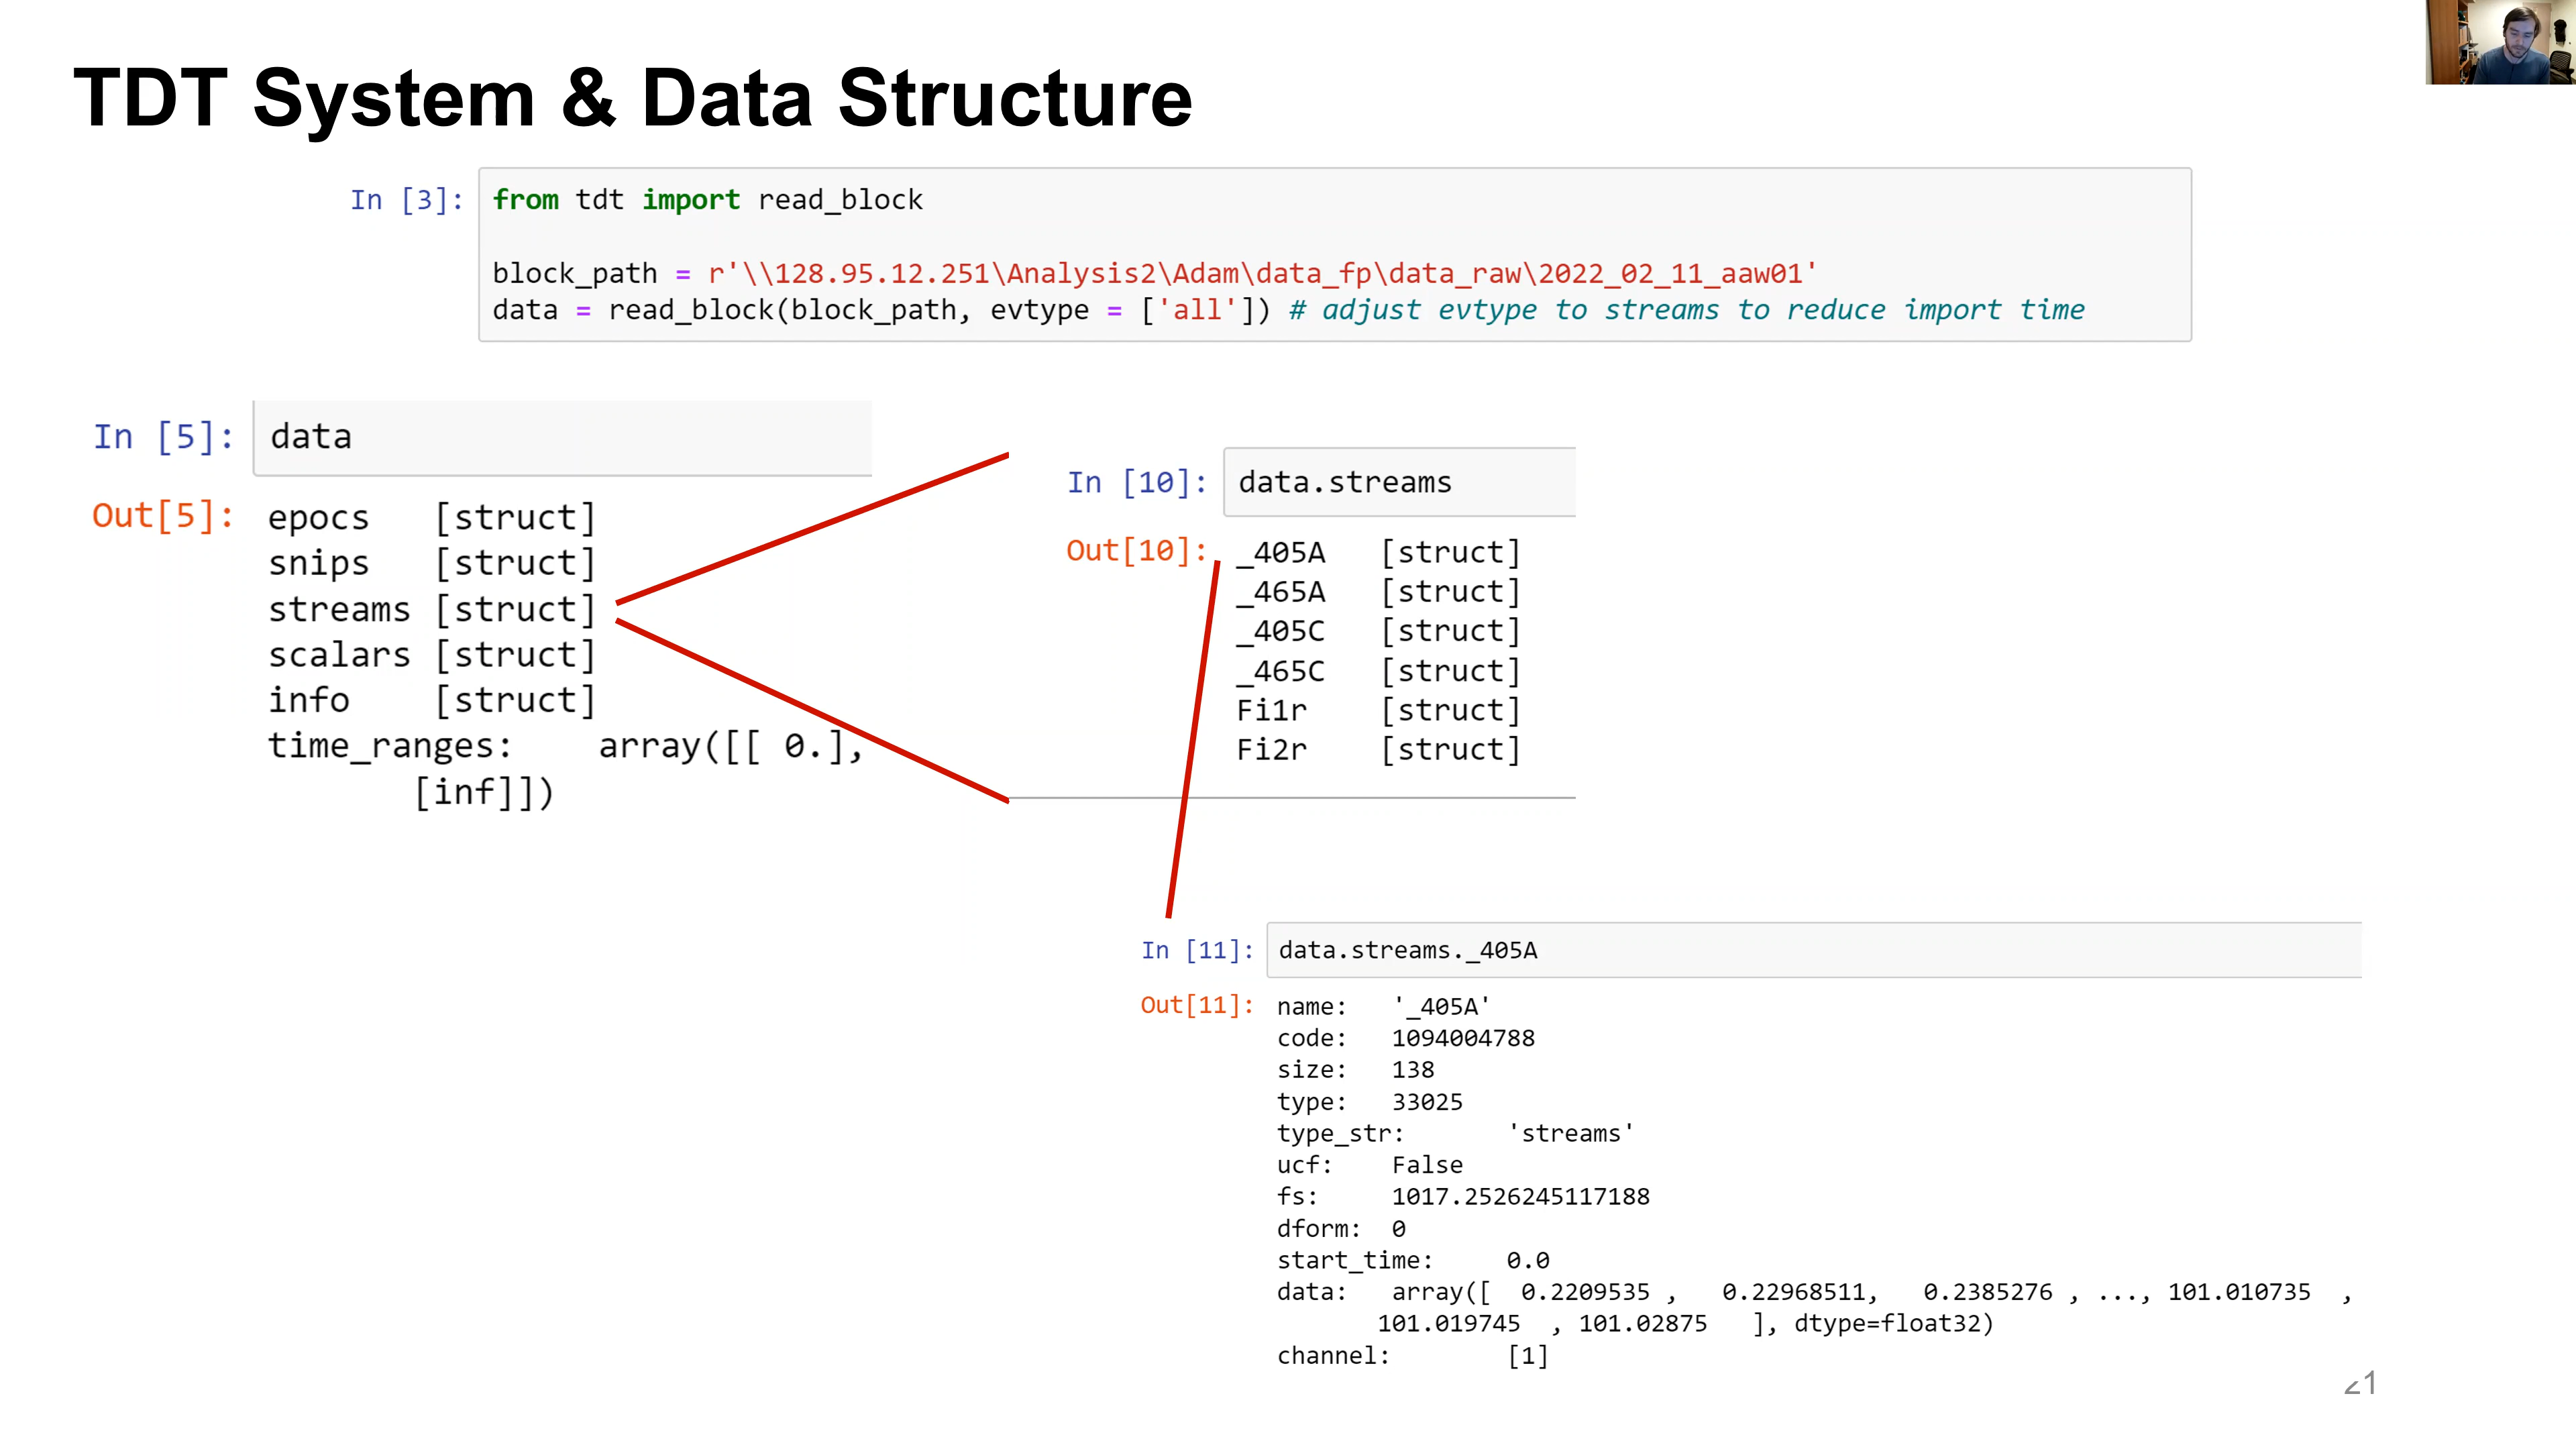 TDT System & Data Structure
In [3]: from tdt import read_block
block_path = r'\\128.95.12.251\Analysis2\Adam\data_fp\data_raw\2022_02_11_aaw01'
data = read_block(block_path, evtype = ['all']) # adjust evtype to streams to reduce import time
In [5]: data
Out[5]: epocs [struct]
snips [struct]
streams [struct]
scalars [struct]
info [struct]
time_ranges: array([[ 0.],
[inf]])
In [10]: data.streams
Out[10]: _405A [struct]
_465A [struct]
_405C [struct]
_465C [struct]
Fi1r [struct]
Fi2r [struct]
In [11]: data.streams._405A
Out[11]: name: '_405A'
code: 1094004788
size: 138
type: 33025
type_str: 'streams'
ucf: False
fs: 1017.2526245117188
dform: 0
start_time: 0.0
data: array([ 0.2209535 , 0.22968511, 0.2385276 , ..., 101.010735 ,
101.019745 , 101.02875 ], dtype=float32)
channel: [1]
21